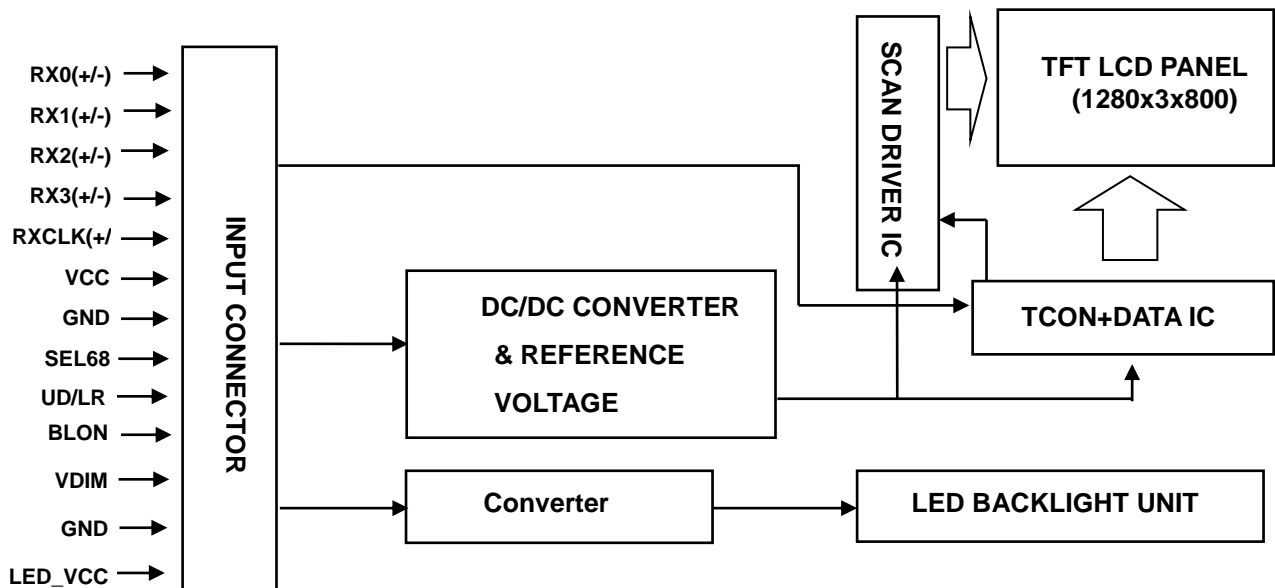 RX0(+/-)
RX1(+/-)
RX2(+/-)
RX3(+/-)
RXCLK(+/
VCC
GND
SEL68
UD/LR
BLON
VDIM
GND
LED_VCC
INPUT CONNECTOR
DC/DC CONVERTER
& REFERENCE
VOLTAGE
Converter
SCAN DRIVER IC
TFT LCD PANEL
(1280x3x800)
TCON+DATA IC
LED BACKLIGHT UNIT